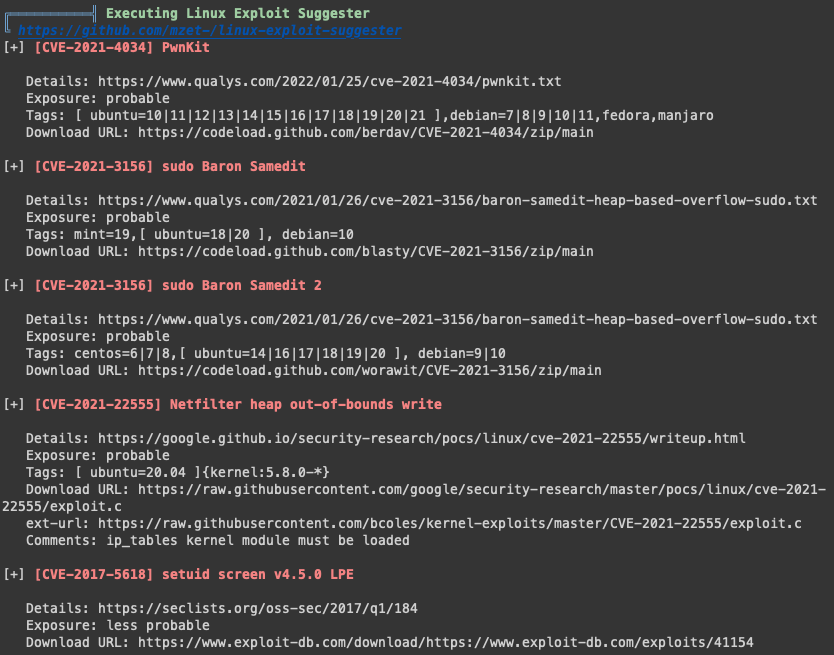 Executing Linux Exploit Suggester
https://github.com/mzet-/linux-exploit-suggester
[+] [CVE-2021-4034] PwnKit
Details: https://www.qualys.com/2022/01/25/cve-2021-4034/pwnkit.txt
Exposure: probable
Tags: [ ubuntu=10|11|12|13|14|15|16|17|18|19|20|21 ],debian=7|8|9|10|11,fedora,manjaro
Download URL: https://codeload.github.com/berdav/CVE-2021-4034/zip/main
[+] [CVE-2021-3156] sudo Baron Samedit
Details: https://www.qualys.com/2021/01/26/cve-2021-3156/baron-samedit-heap-based-overflow-sudo.txt
Exposure: probable
Tags: mint=19,[ ubuntu=18|20 ], debian=10
Download URL: https://codeload.github.com/blasty/CVE-2021-3156/zip/main
[+] [CVE-2021-3156] sudo Baron Samedit 2
Details: https://www.qualys.com/2021/01/26/cve-2021-3156/baron-samedit-heap-based-overflow-sudo.txt
Exposure: probable
Tags: centos=6|7|8,[ ubuntu=14|16|17|18|19|20 ], debian=9|10
Download URL: https://codeload.github.com/worawit/CVE-2021-3156/zip/main
[+] [CVE-2021-22555] Netfilter heap out-of-bounds write
Details: https://google.github.io/security-research/pocs/linux/cve-2021-22555/writeup.html
Exposure: probable
Tags: [ ubuntu=20.04 ]{kernel:5.8.0-*}
Download URL: https://raw.githubusercontent.com/google/security-research/master/pocs/linux/cve-2021-
22555/exploit.c
ext-url: https://raw.githubusercontent.com/bcoles/kernel-exploits/master/CVE-2021-22555/exploit.c
Comments: ip_tables kernel module must be loaded
[+] [CVE-2017-5618] setuid screen v4.5.0 LPE
Details: https://seclists.org/oss-sec/2017/q1/184
Exposure: less probable
Download URL: https://www.exploit-db.com/download/https://www.exploit-db.com/exploits/41154